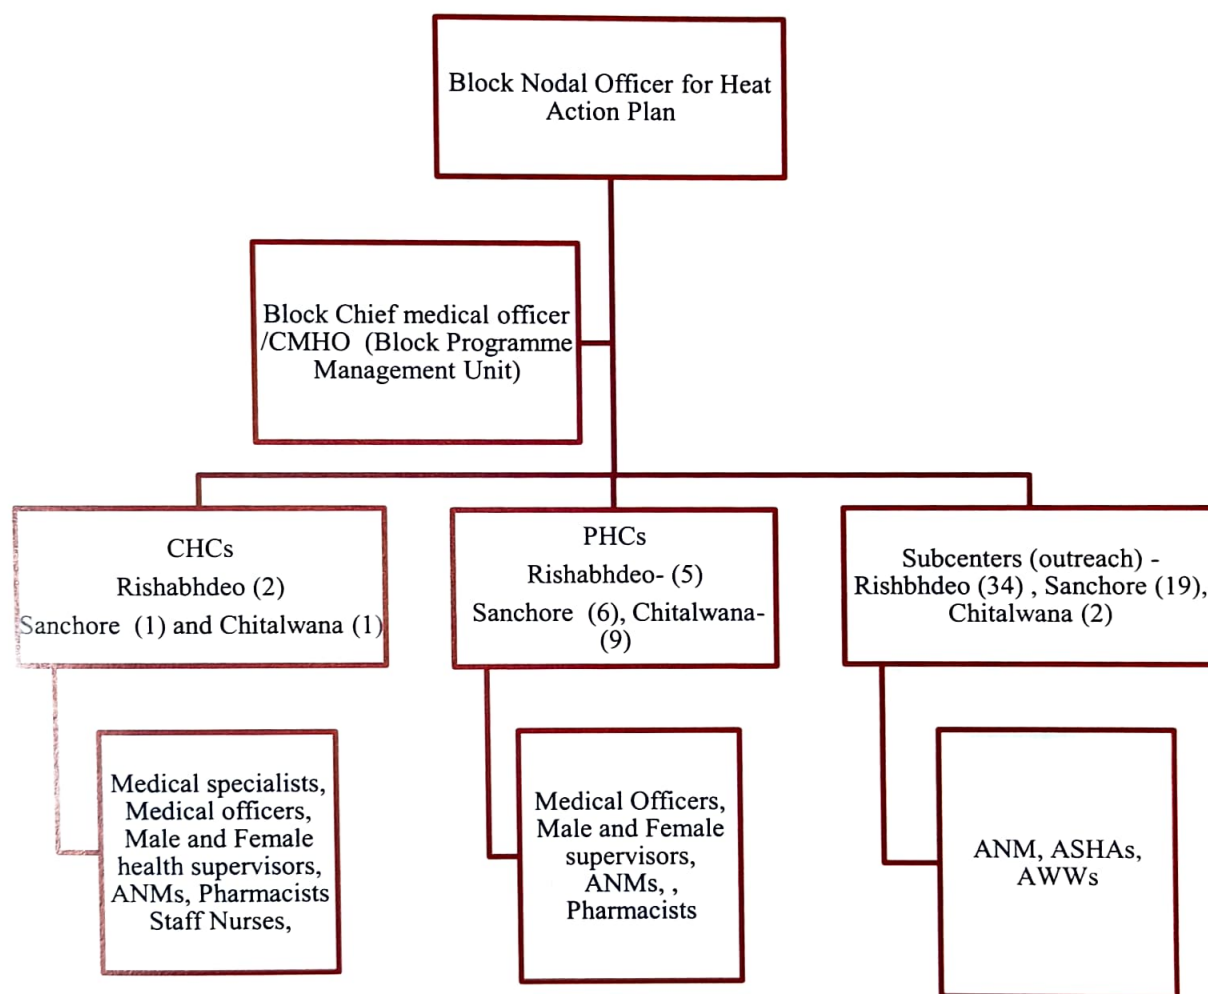 Block Nodal Officer for Heat
Action Plan
Block Chief medical officer
/CMHO (Block Programme
Management Unit)
CHCs
Rishabhdeo (2)
Sanchore (1) and Chitalwana (1)
PHCs
Rishabhdeo- (5)
Sanchore (6), Chitalwana-
(9)
Subcenters (outreach) -
Rishbhdeo (34) , Sanchore (19),
Chitalwana (2)
Medical specialists,
Medical officers,
Male and Female
health supervisors,
ANMs, Pharmacists
Staff Nurses,
Medical Officers,
Male and Female
supervisors,
ANMs, ,
Pharmacists
ANM, ASHAs,
AWWs